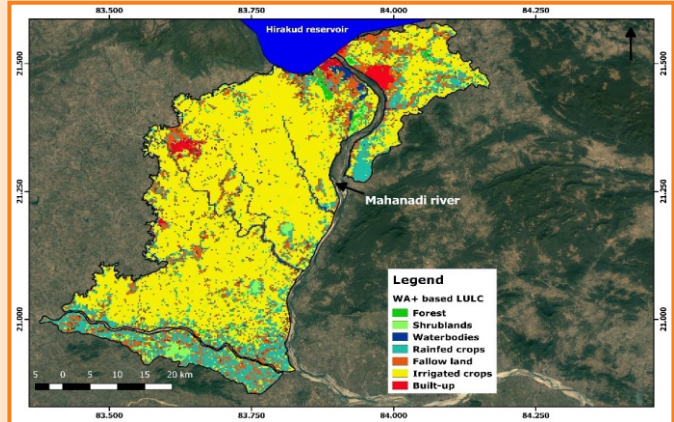 83.500 83.750 84.000 84.250
Hirakud reservoir
21.500 21.500
21.250 21.250
Mahanadi river
Legend
WA+ based LULC
Forest
Shrublands
Waterbodies
Rainfed crops
Fallow land
Irrigated crops
Built-up
21.000 21.000
5 0 5 10 15 20 km
83.500 83.750 84.000 84.250